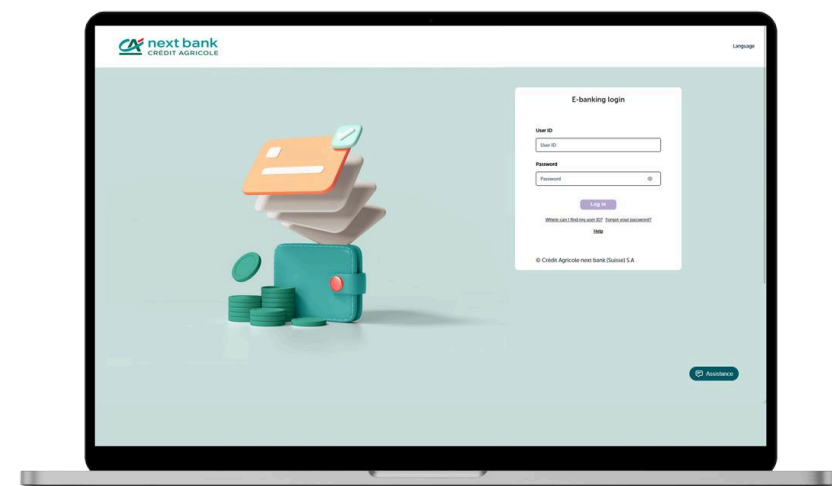 next bank
CRÉDIT AGRICOLE
Language
E-banking login
User ID
User ID
Password
Password
Log in
Where can I find my user ID? Forgot your password?
Help
© Crédit Agricole next bank (Suisse) S.A
Assistance